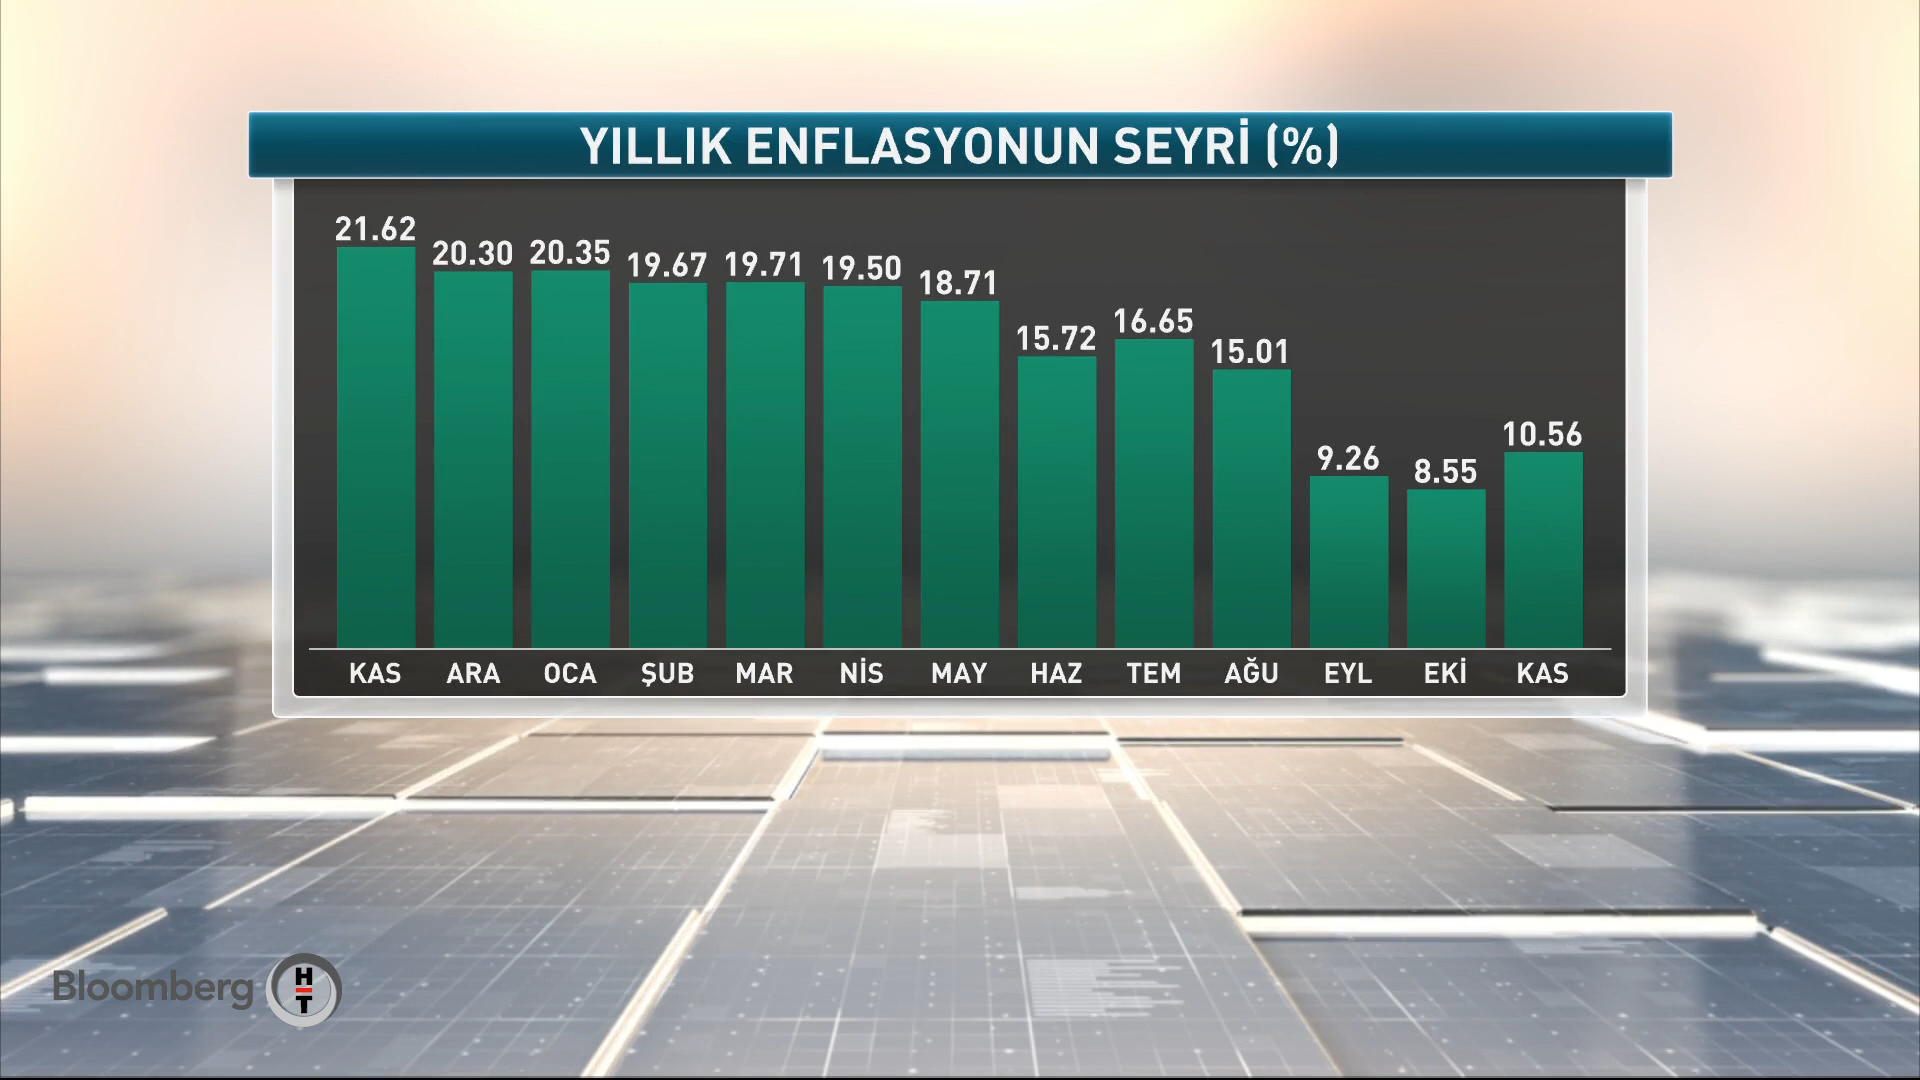 YILLIK ENFLASYONUN SEYRİ (%)
21.62 20.30 20.35 19.67 19.71 19.50 18.71 15.72 16.65 15.01 9.26 8.55 10.56
KAS ARA OCA ŞUB MAR NİS MAY HAZ TEM AĞU EYL EKİ KAS
Bloomberg HT